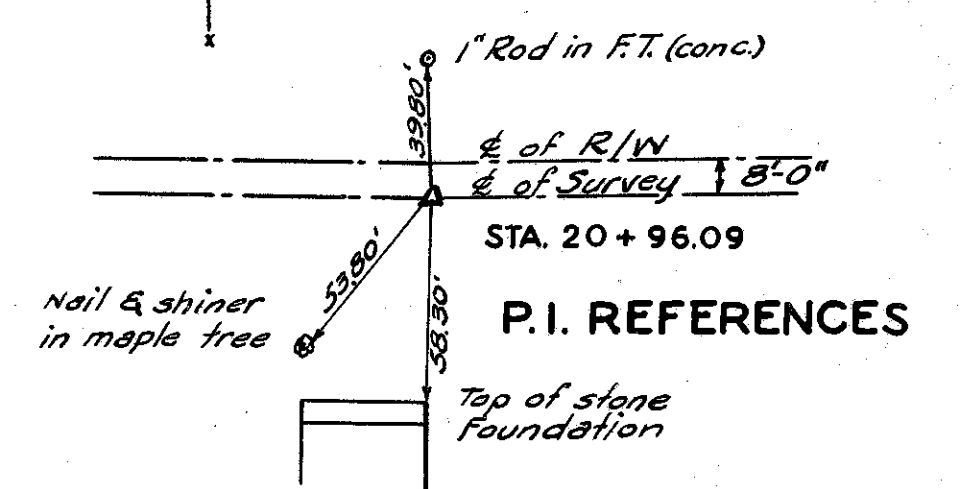 x
1" Rod in F.T. (conc.)
39.80'
℄ of R/W
℄ of Survey
8'-0"
STA. 20 + 96.09
53.80'
Nail & shiner
in maple tree
58.30'
P.I. REFERENCES
Top of stone
Foundation